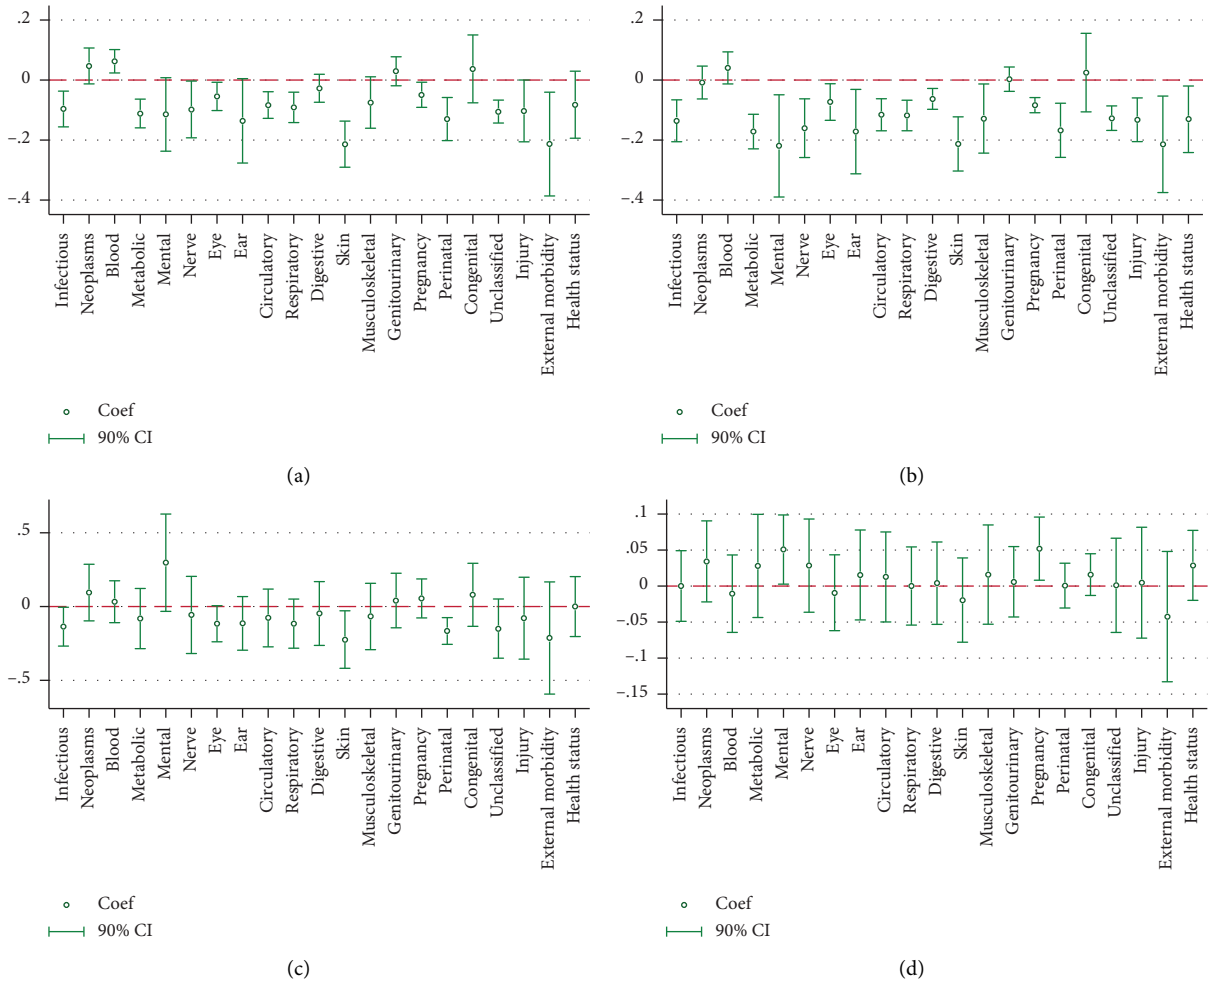 .2
0
−.2
−.4
Infectious
Neoplasms
Blood
Metabolic
Mental
Nerve
Eye
Ear
Circulatory
Respiratory
Digestive
Skin
Musculoskeletal
Genitourinary
Pregnancy
Perinatal
Congenital
Unclassified
Injury
External morbidity
Health status
Coef
90% CI
(a)
.2
0
−.2
−.4
Infectious
Neoplasms
Blood
Metabolic
Mental
Nerve
Eye
Ear
Circulatory
Respiratory
Digestive
Skin
Musculoskeletal
Genitourinary
Pregnancy
Perinatal
Congenital
Unclassified
Injury
External morbidity
Health status
Coef
90% CI
(b)
.5
0
−.5
Infectious
Neoplasms
Blood
Metabolic
Mental
Nerve
Eye
Ear
Circulatory
Respiratory
Digestive
Skin
Musculoskeletal
Genitourinary
Pregnancy
Perinatal
Congenital
Unclassified
Injury
External morbidity
Health status
Coef
90% CI
(c)
.1
.05
0
−.05
−.1
−.15
Infectious
Neoplasms
Blood
Metabolic
Mental
Nerve
Eye
Ear
Circulatory
Respiratory
Digestive
Skin
Musculoskeletal
Genitourinary
Pregnancy
Perinatal
Congenital
Unclassified
Injury
External morbidity
Health status
Coef
90% CI
(d)